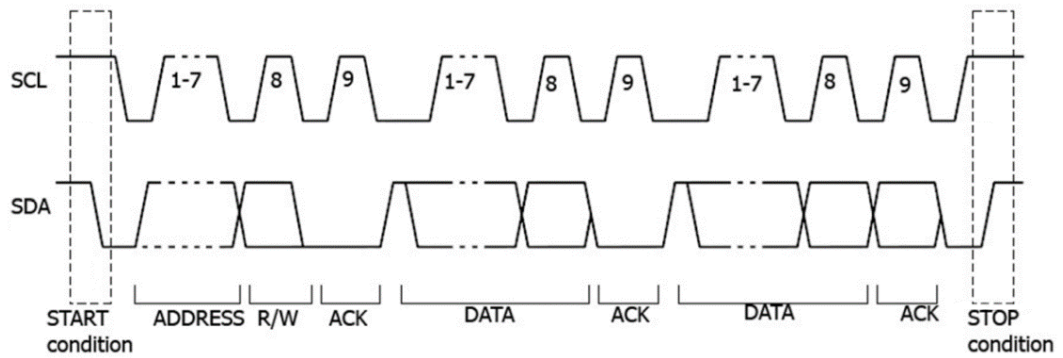 SCL
1-7 8 9 1-7 8 9 1-7 8 9
SDA
START condition
ADDRESS R/W ACK DATA ACK DATA ACK
STOP condition